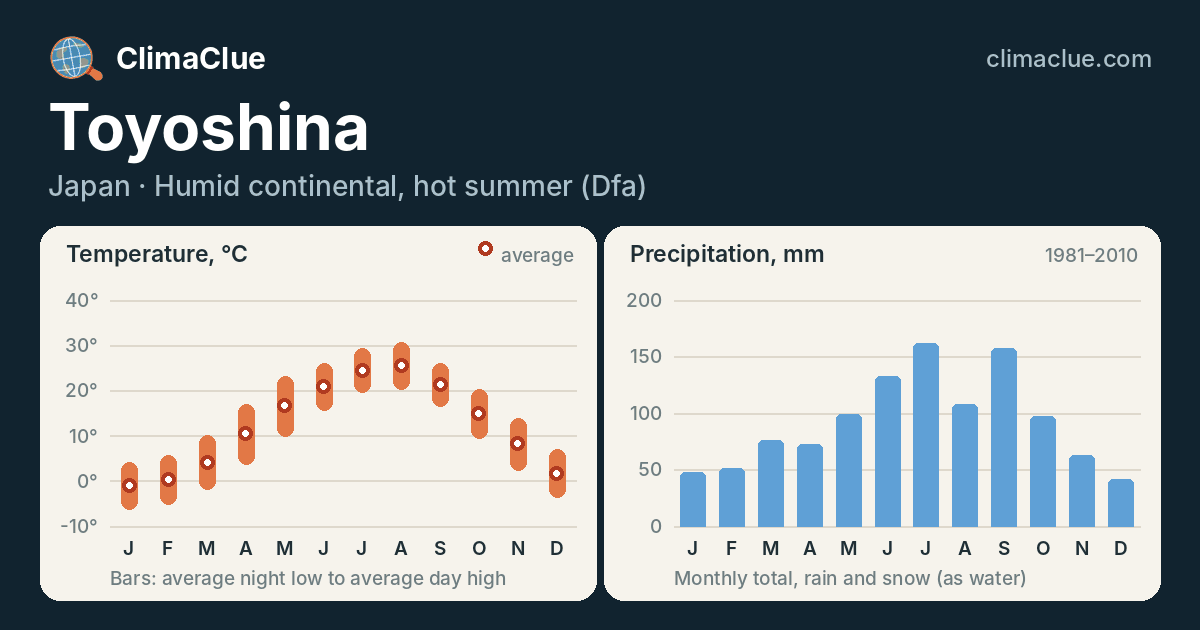 ClimaClue
climaclue.com
Toyoshina
Japan · Humid continental, hot summer (Dfa)
Temperature, °C
average
40°
30°
20°
10°
0°
-10°
J F M A M J J A S O N D
Bars: average night low to average day high
Precipitation, mm
1981–2010
200
150
100
50
0
J F M A M J J A S O N D
Monthly total, rain and snow (as water)